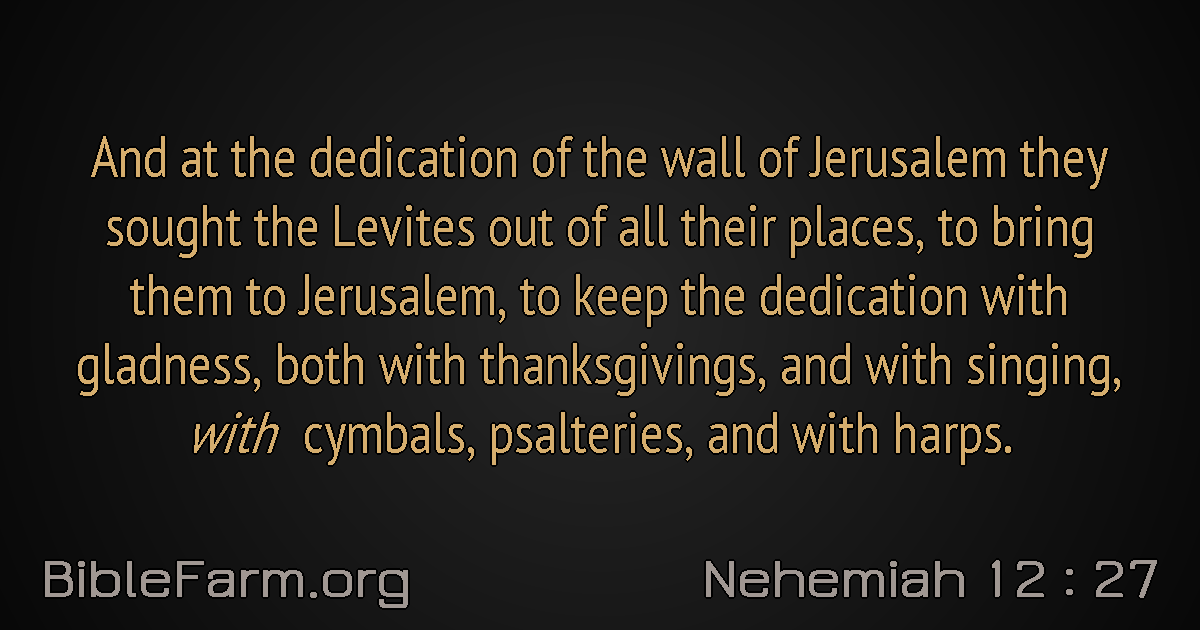 And at the dedication of the wall of Jerusalem they
sought the Levites out of all their places, to bring
them to Jerusalem, to keep the dedication with
gladness, both with thanksgivings, and with singing,
with cymbals, psalteries, and with harps.
BibleFarm.org
Nehemiah 12 : 27